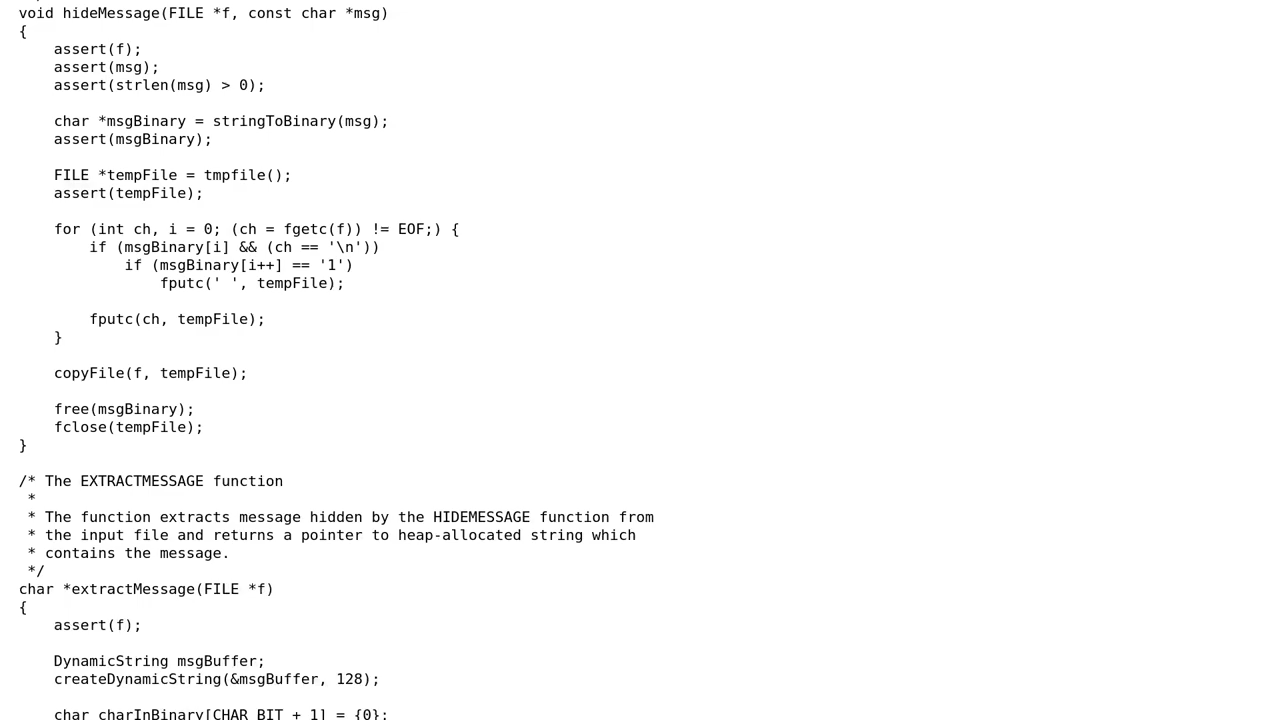 void hideMessage(FILE *f, const char *msg)
{
    assert(f);
    assert(msg);
    assert(strlen(msg) > 0);

    char *msgBinary = stringToBinary(msg);
    assert(msgBinary);

    FILE *tempFile = tmpfile();
    assert(tempFile);

    for (int ch, i = 0; (ch = fgetc(f)) != EOF;) {
        if (msgBinary[i] && (ch == '\n'))
            if (msgBinary[i++] == '1')
                fputc(' ', tempFile);

        fputc(ch, tempFile);
    }

    copyFile(f, tempFile);

    free(msgBinary);
    fclose(tempFile);
}

/* The EXTRACTMESSAGE function
 *
 * The function extracts message hidden by the HIDEMESSAGE function from
 * the input file and returns a pointer to heap-allocated string which
 * contains the message.
 */
char *extractMessage(FILE *f)
{
    assert(f);

    DynamicString msgBuffer;
    createDynamicString(&msgBuffer, 128);

    char charInBinary[CHAR_BIT + 1] = {0};